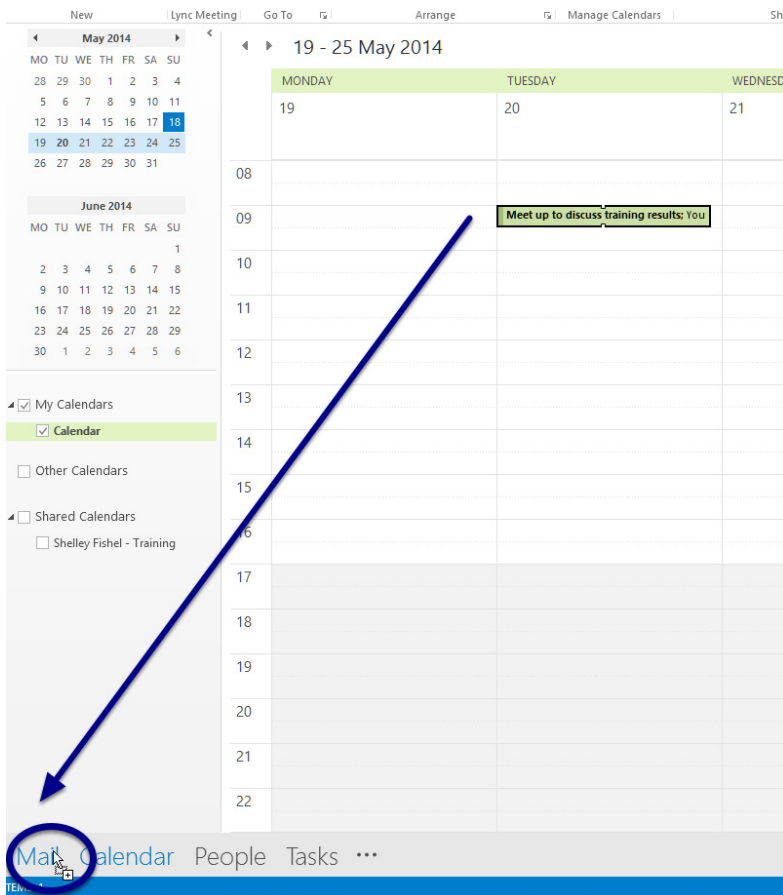 New Lync Meeting Go To Arrange Manage Calendars
May 2014
MO TU WE TH FR SA SU
28 29 30 1 2 3 4
5 6 7 8 9 10 11
12 13 14 15 16 17 18
19 20 21 22 23 24 25
26 27 28 29 30 31
June 2014
MO TU WE TH FR SA SU
1
2 3 4 5 6 7 8
9 10 11 12 13 14 15
16 17 18 19 20 21 22
23 24 25 26 27 28 29
30 1 2 3 4 5 6
My Calendars
Calendar
Other Calendars
Shared Calendars
Shelley Fishel - Training
19 - 25 May 2014
MONDAY TUESDAY WEDNESD
19 20 21
08
09 Meet up to discuss training results; You
10
11
12
13
14
15
16
17
18
19
20
21
22
Mail Calendar People Tasks ···